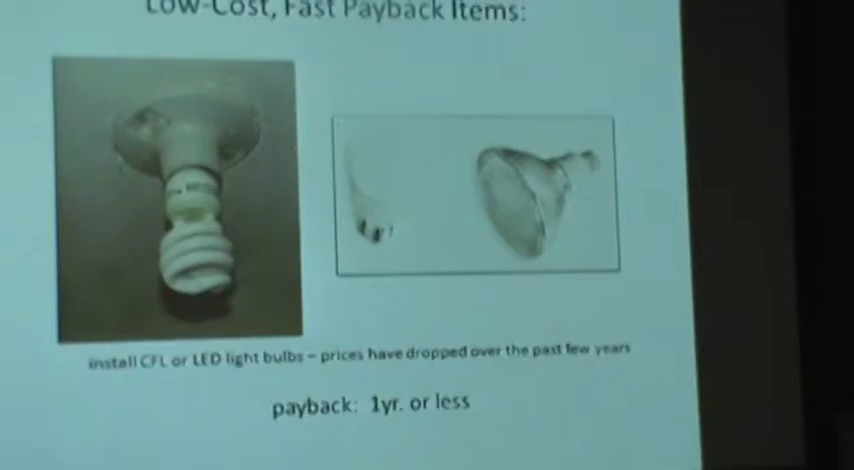 Low-Cost, Fast Payback Items:
install CFL or LED light bulbs – prices have dropped over the past few years
payback: 1yr. or less